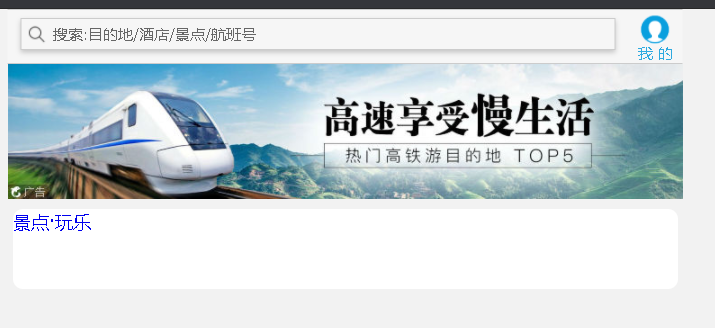 搜索:目的地/酒店/景点/航班号
我 的
高速享受慢生活
热门高铁游目的地 TOP5
广告
景点·玩乐